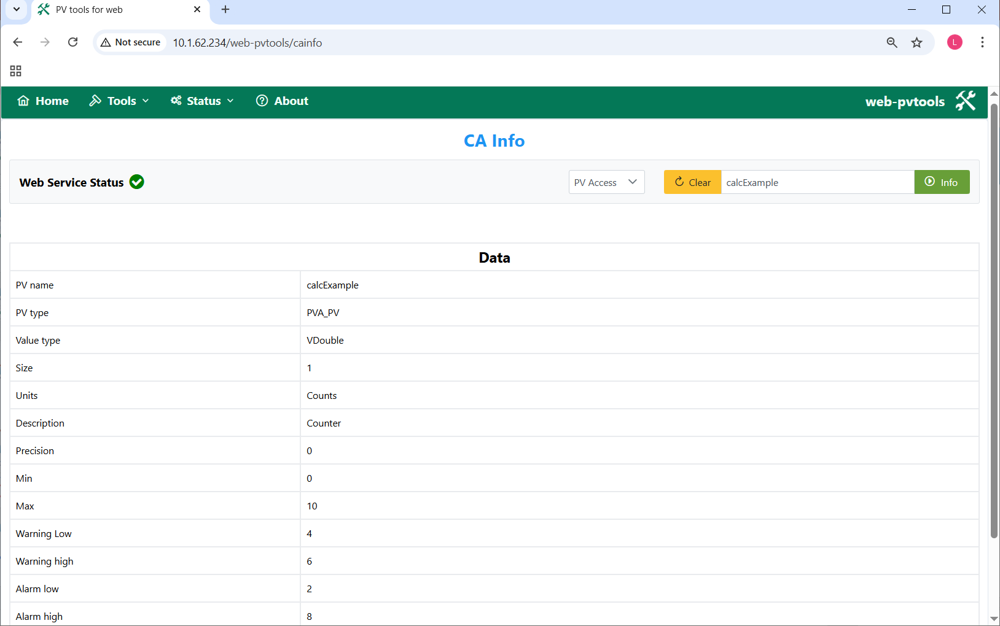 PV tools for web
Not secure 10.1.62.234/web-pvtools/cainfo L
Home Tools Status About web-pvtools
CA Info
Web Service Status PV Access Clear calcExample Info
Data
PV name calcExample
PV type PVA_PV
Value type VDouble
Size 1
Units Counts
Description Counter
Precision 0
Min 0
Max 10
Warning Low 4
Warning high 6
Alarm low 2
Alarm high 8